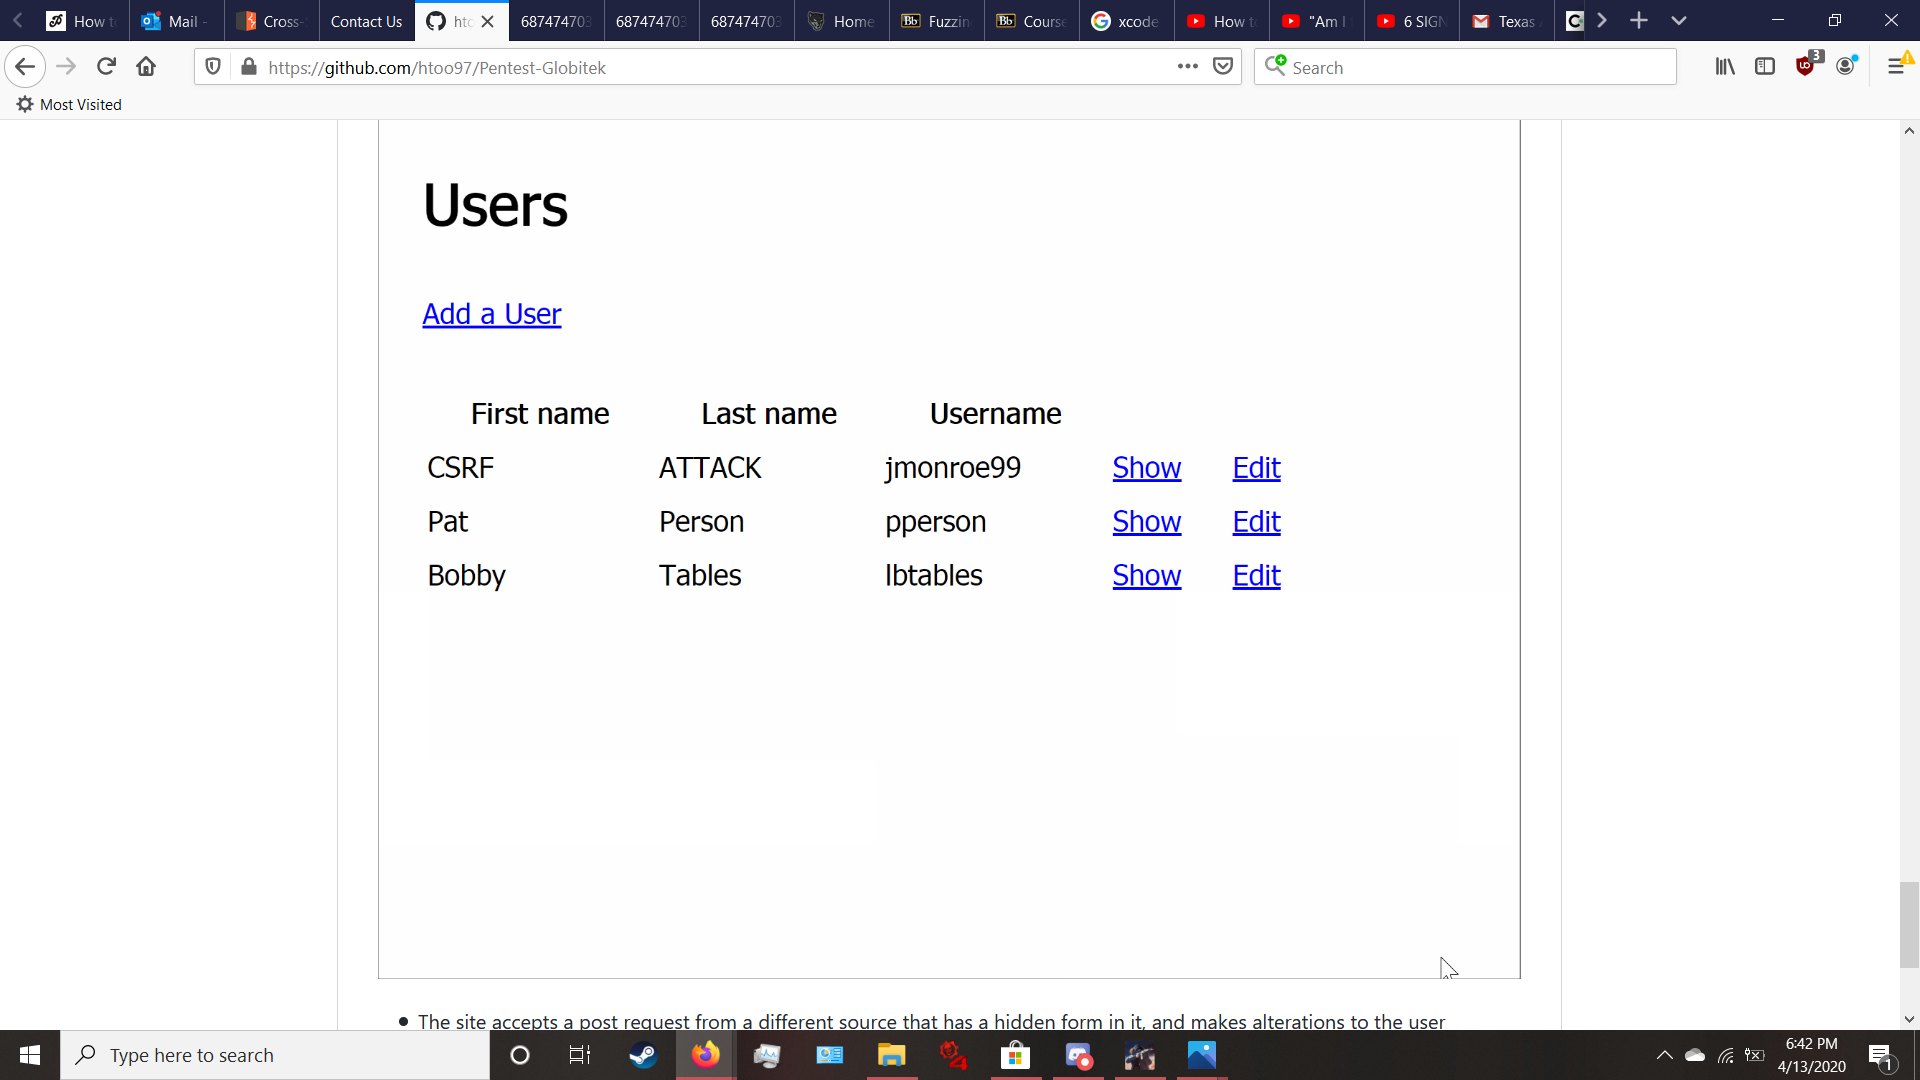 How t
Mail -
Cross-
Contact Us
htc
687474703
687474703
687474703
Home
Bb Fuzzin
Bb Course
xcode
How t
"Am I
6 SIGN
Texas
https://github.com/htoo97/Pentest-Globitek
Search
3
Most Visited
Users
Add a User
First name Last name Username
CSRF ATTACK jmonroe99 Show Edit
Pat Person pperson Show Edit
Bobby Tables lbtables Show Edit
The site accepts a post request from a different source that has a hidden form in it, and makes alterations to the user
Type here to search
6:42 PM
4/13/2020
1